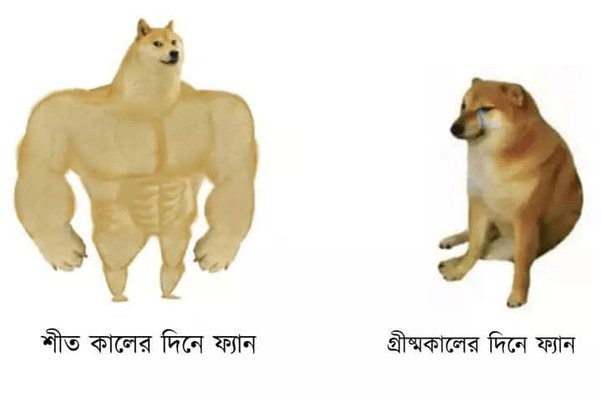 শীত কালের দিনে ফ্যান
গ্রীষ্মকালের দিনে ফ্যান